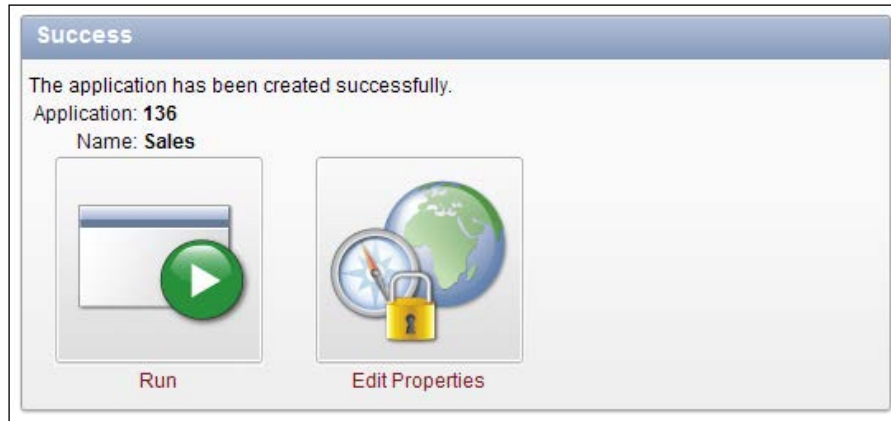 Success
The application has been created successfully.
Application: 136
Name: Sales
Run
Edit Properties